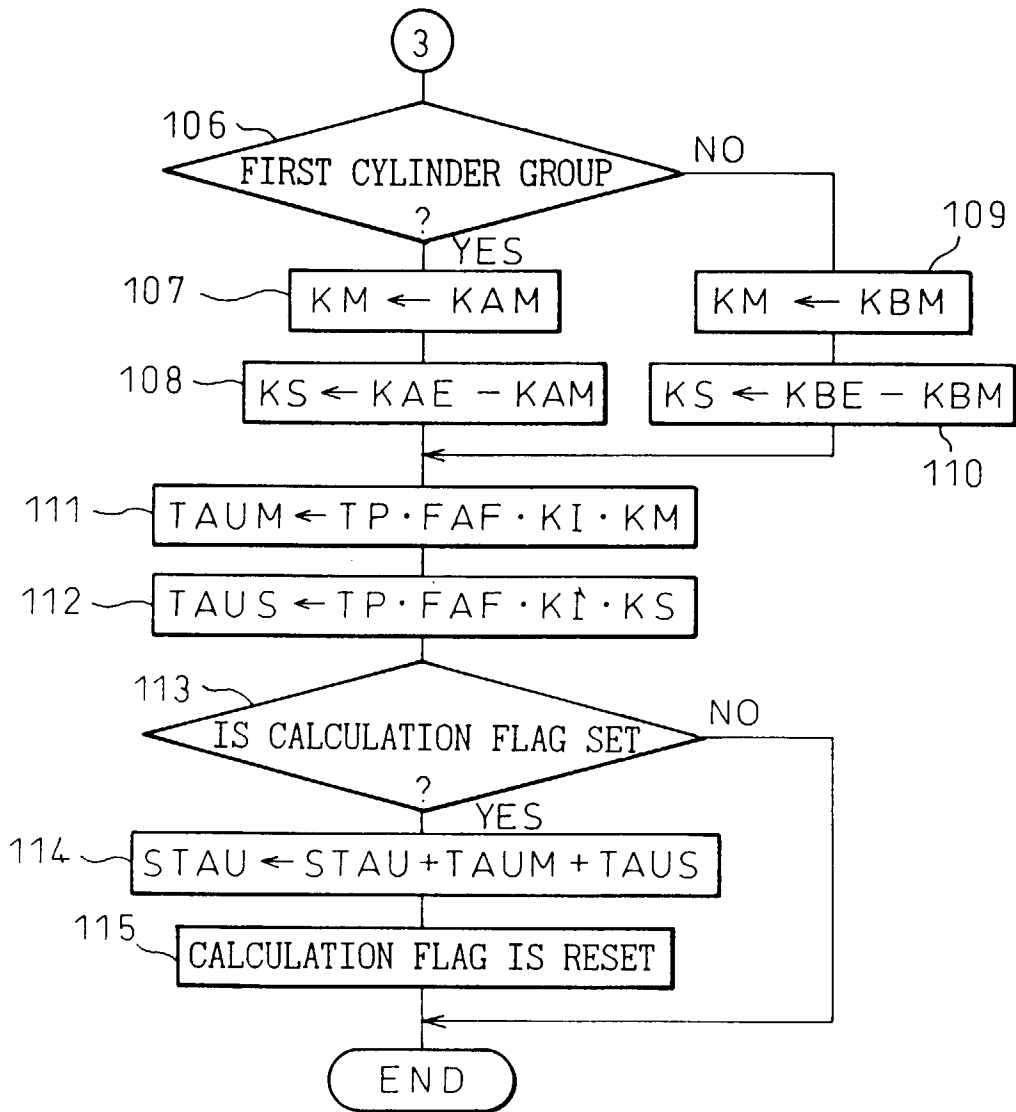 3
106
FIRST CYLINDER GROUP
?
NO
YES
107
KM ← KAM
109
KM ← KBM
108
KS ← KAE - KAM
KS ← KBE - KBM
110
111
TAUM ← TP·FAF·KI·KM
112
TAUS ← TP·FAF·KI·KS
113
IS CALCULATION FLAG SET
?
NO
YES
114
STAU ← STAU+TAUM+TAUS
115
CALCULATION FLAG IS RESET
END